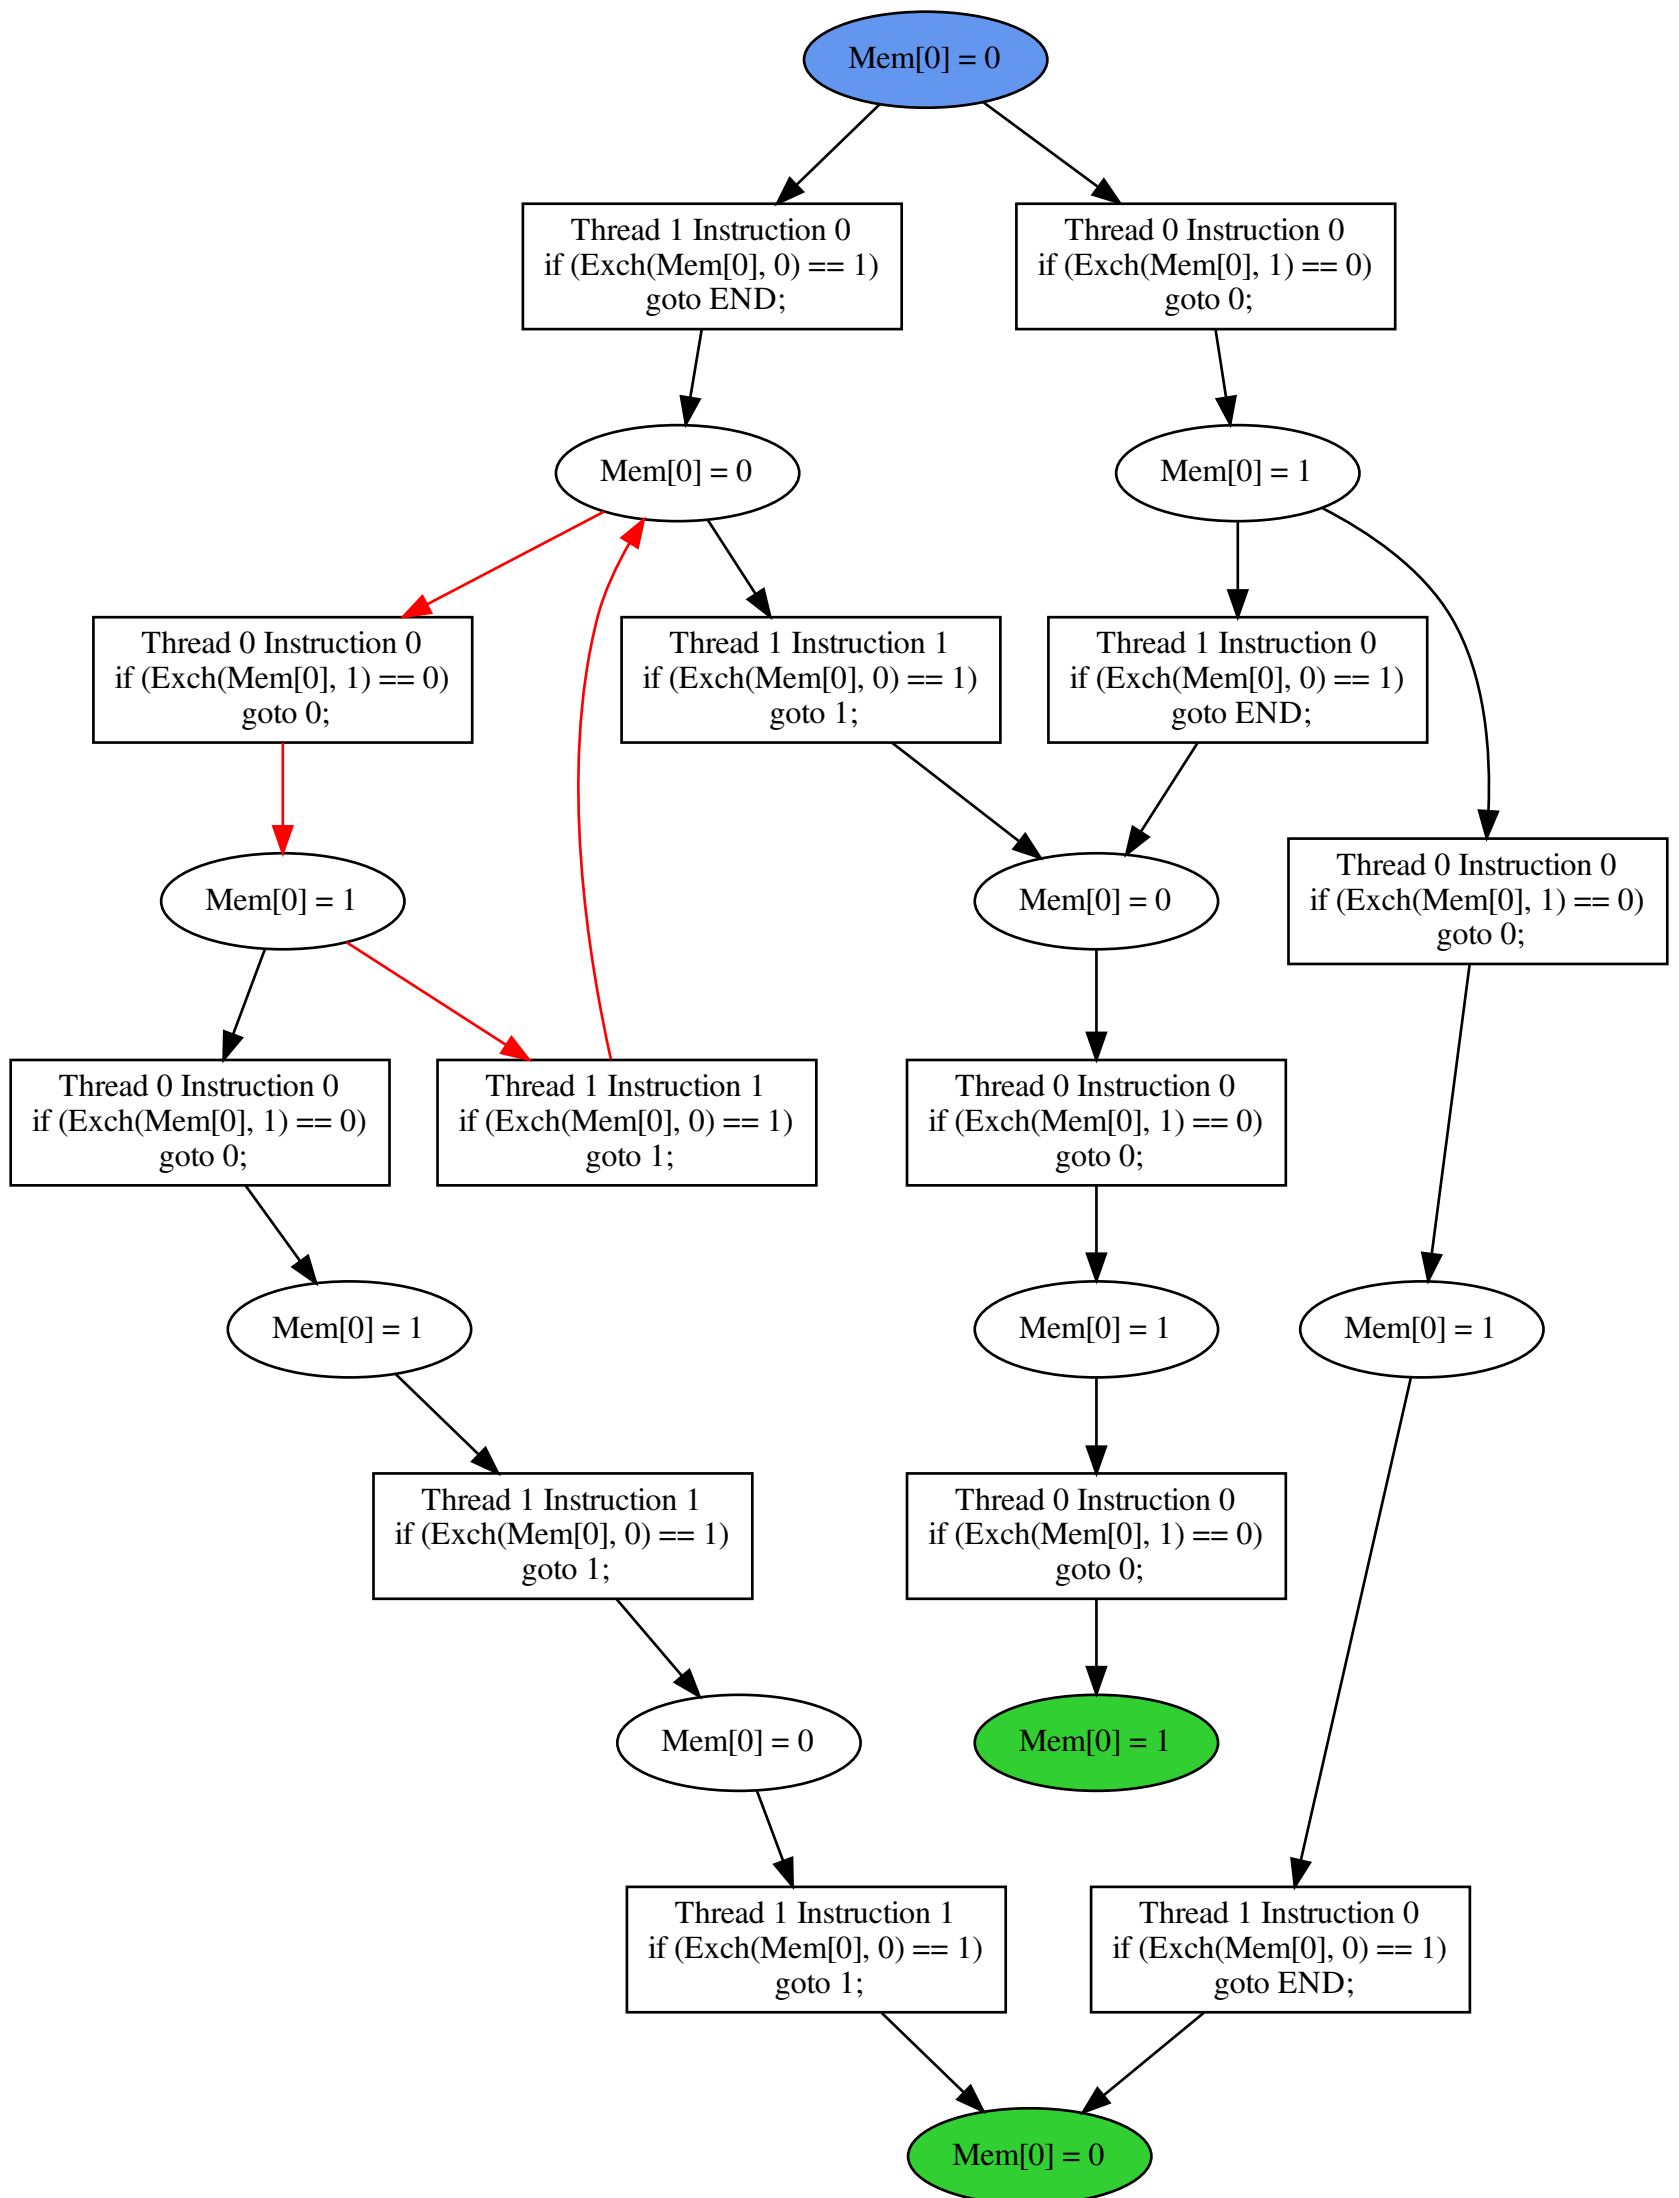 Mem[0] = 0
Thread 1 Instruction 0
if (Exch(Mem[0], 0) == 1)
goto END;
Thread 0 Instruction 0
if (Exch(Mem[0], 1) == 0)
goto 0;
Mem[0] = 0
Mem[0] = 1
Thread 0 Instruction 0
if (Exch(Mem[0], 1) == 0)
goto 0;
Thread 1 Instruction 1
if (Exch(Mem[0], 0) == 1)
goto 1;
Thread 1 Instruction 0
if (Exch(Mem[0], 0) == 1)
goto END;
Mem[0] = 1
Mem[0] = 0
Thread 0 Instruction 0
if (Exch(Mem[0], 1) == 0)
goto 0;
Thread 0 Instruction 0
if (Exch(Mem[0], 1) == 0)
goto 0;
Thread 1 Instruction 1
if (Exch(Mem[0], 0) == 1)
goto 1;
Thread 0 Instruction 0
if (Exch(Mem[0], 1) == 0)
goto 0;
Mem[0] = 1
Mem[0] = 1
Mem[0] = 1
Thread 1 Instruction 1
if (Exch(Mem[0], 0) == 1)
goto 1;
Thread 0 Instruction 0
if (Exch(Mem[0], 1) == 0)
goto 0;
Mem[0] = 0
Mem[0] = 1
Thread 1 Instruction 1
if (Exch(Mem[0], 0) == 1)
goto 1;
Thread 1 Instruction 0
if (Exch(Mem[0], 0) == 1)
goto END;
Mem[0] = 0